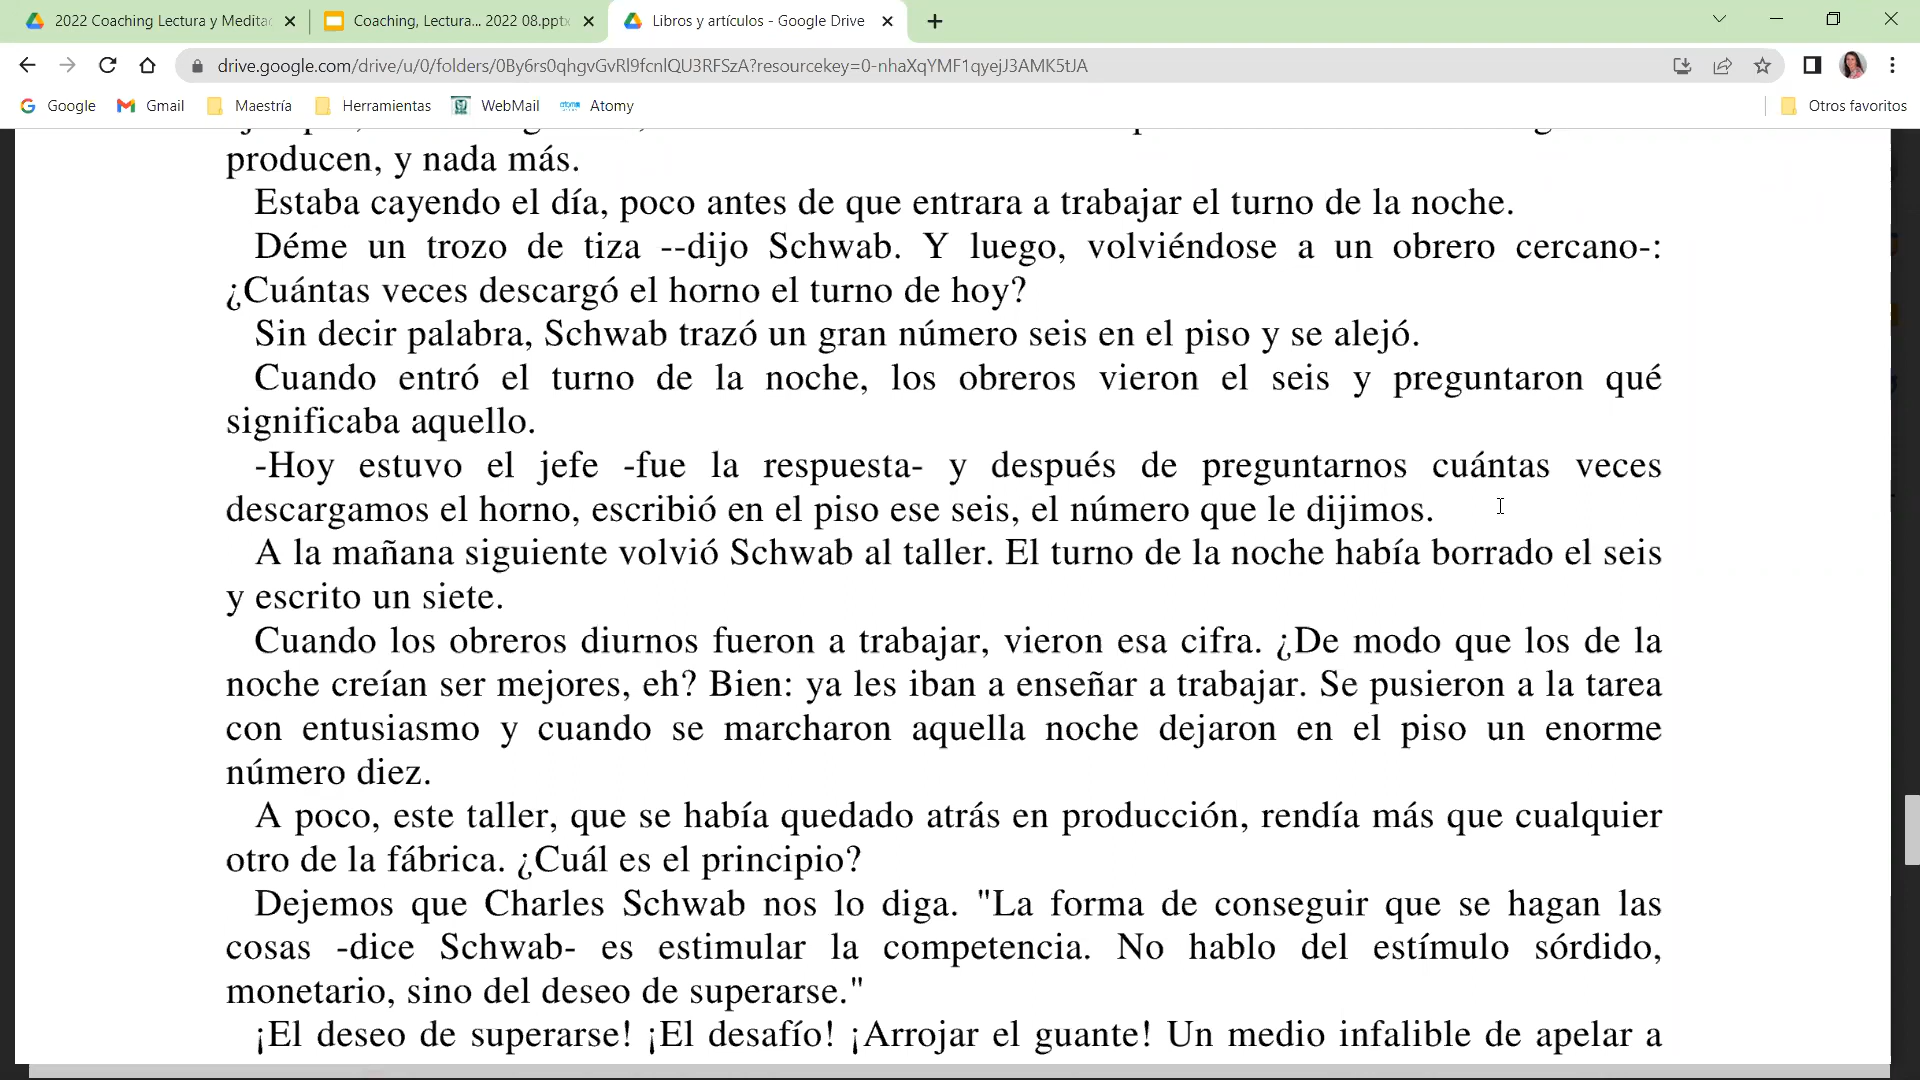 2022 Coaching Lectura y Meditac
Coaching, Lectura... 2022 08.pptx
Libros y artículos - Google Drive
drive.google.com/drive/u/0/folders/0By6rs0qhgvGvRl9fcnlQU3RFSzA?resourcekey=0-nhaXqYMF1qyejJ3AMK5tJA
Google Gmail Maestría Herramientas WebMail Atomy Otros favoritos
producen, y nada más.
Estaba cayendo el día, poco antes de que entrara a trabajar el turno de la noche.
Déme un trozo de tiza --dijo Schwab. Y luego, volviéndose a un obrero cercano-:
¿Cuántas veces descargó el horno el turno de hoy?
Sin decir palabra, Schwab trazó un gran número seis en el piso y se alejó.
Cuando entró el turno de la noche, los obreros vieron el seis y preguntaron qué
significaba aquello.
-Hoy estuvo el jefe -fue la respuesta- y después de preguntarnos cuántas veces
descargamos el horno, escribió en el piso ese seis, el número que le dijimos.
A la mañana siguiente volvió Schwab al taller. El turno de la noche había borrado el seis
y escrito un siete.
Cuando los obreros diurnos fueron a trabajar, vieron esa cifra. ¿De modo que los de la
noche creían ser mejores, eh? Bien: ya les iban a enseñar a trabajar. Se pusieron a la tarea
con entusiasmo y cuando se marcharon aquella noche dejaron en el piso un enorme
número diez.
A poco, este taller, que se había quedado atrás en producción, rendía más que cualquier
otro de la fábrica. ¿Cuál es el principio?
Dejemos que Charles Schwab nos lo diga. "La forma de conseguir que se hagan las
cosas -dice Schwab- es estimular la competencia. No hablo del estímulo sórdido,
monetario, sino del deseo de superarse."
¡El deseo de superarse! ¡El desafío! ¡Arrojar el guante! Un medio infalible de apelar a